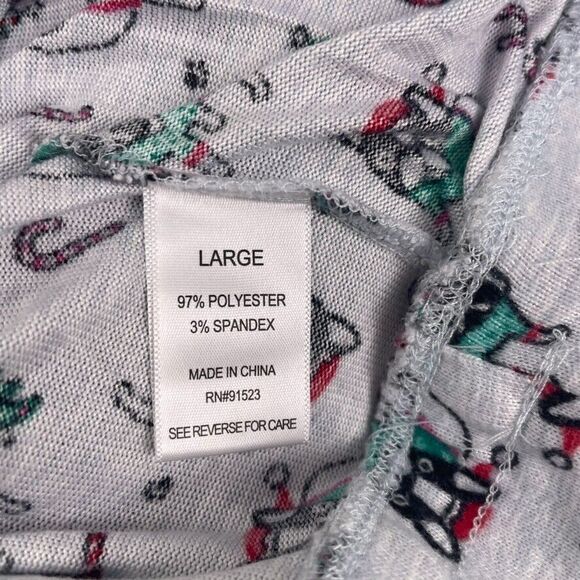 LARGE
97% POLYESTER
3% SPANDEX
MADE IN CHINA
RN#91523
SEE REVERSE FOR CARE